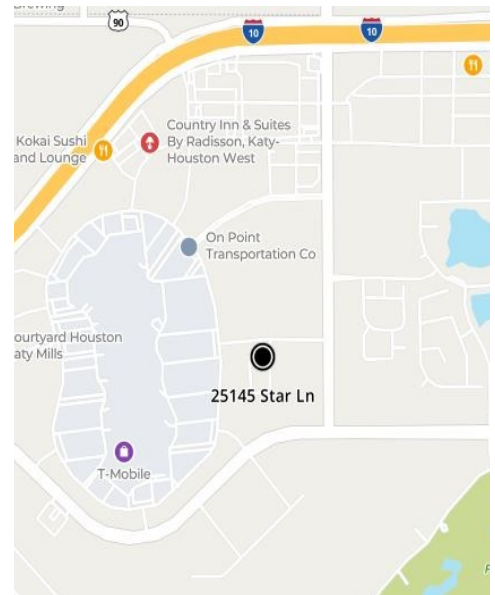 90
10
10
Country Inn & Suites
By Radisson, Katy-
Houston West
Kokai Sushi
and Lounge
On Point
Transportation Co
ourtyard Houston
aty Mills
25145 Star Ln
T-Mobile